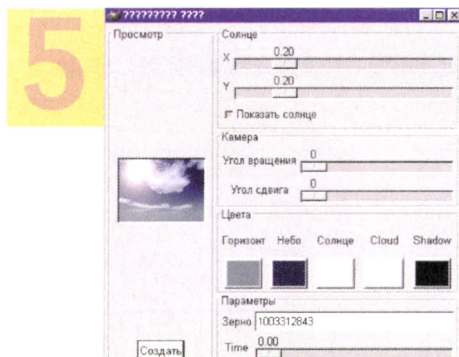 5
????????? ????
Просмотр
Солнце
X 0.20
Y 0.20
Показать солнце
Камера
Угол вращения 0
Угол сдвига 0
Цвета
Горизонт Небо Солнце Cloud Shadow
Параметры
Зерно 1003312843
Time 0.00
Создать